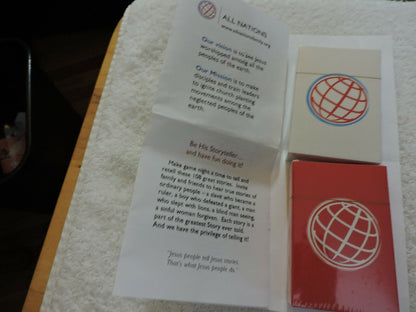 ALL NATIONS
www.allnationsfamily.org
Our vision is to see Jesus
worshipped among all the
peoples of the earth.
Our Mission is to make
disciples and train leaders
to ignite church planting
movements among the
neglected peoples of the
earth.
Be His Storyteller...
and have fun doing it!
Make game night a time to tell and
retell these 108 great stories. Invite
family and friends to hear true stories of
ordinary people – a slave who became a
ruler, a boy who defeated a giant, a man
who slept with lions, a blind man seeing,
a sinful woman forgiven. Each story is a
part of the greatest Story ever told.
And we have the privilege of telling it!
"Jesus people tell Jesus stories.
That's what Jesus people do."